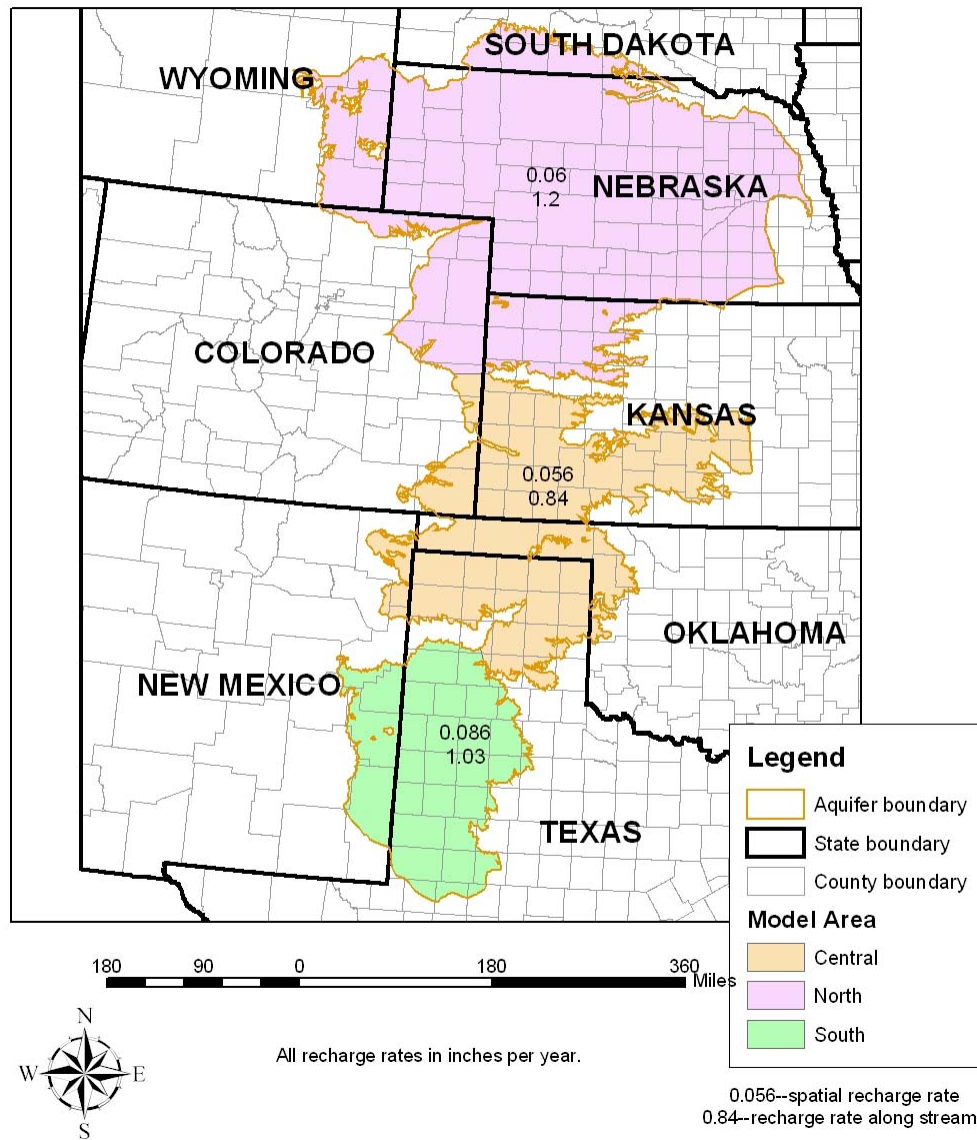 SOUTH DAKOTA
WYOMING
0.06
1.2
NEBRASKA
COLORADO
KANSAS
0.056
0.84
OKLAHOMA
NEW MEXICO
0.086
1.03
TEXAS
Legend
Aquifer boundary
State boundary
County boundary
Model Area
Central
North
South
180 90 0 180 360 Miles
N
W E
S
All recharge rates in inches per year.
0.056--spatial recharge rate
0.84--recharge rate along stream